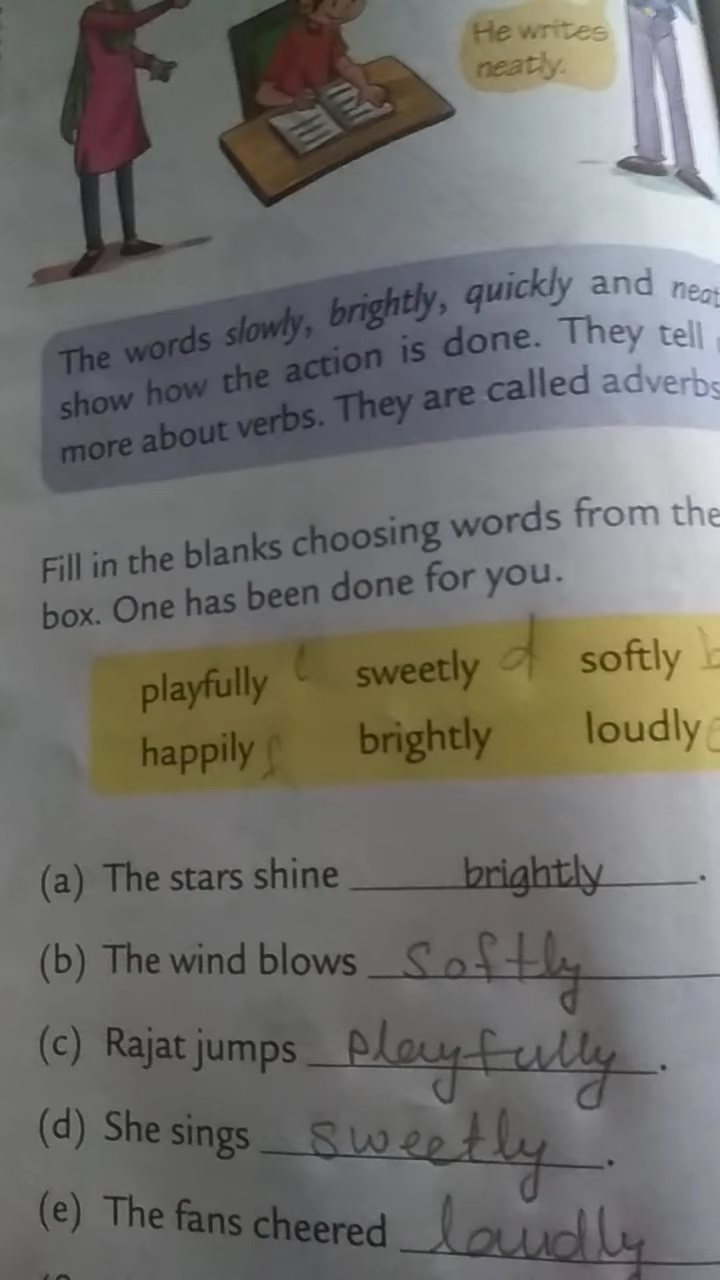 He writes
neatly.
The words slowly, brightly, quickly and neat
show how the action is done. They tell
more about verbs. They are called adverbs
Fill in the blanks choosing words from the
box. One has been done for you.
playfully sweetly d softly b
happily brightly loudly
(a) The stars shine brightly.
(b) The wind blows softly
(c) Rajat jumps playfully.
(d) She sings sweetly.
(e) The fans cheered loudly